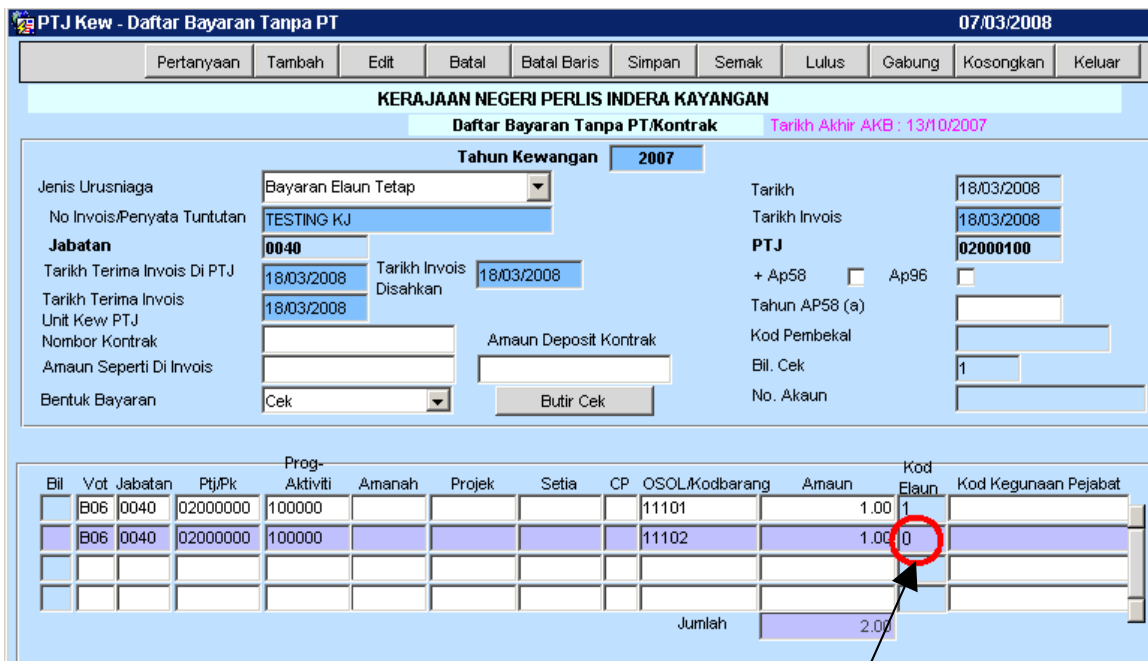 PTJ Kew - Daftar Bayaran Tanpa PT 07/03/2008
Pertanyaan Tambah Edit Batal Batal Baris Simpan Semak Lulus Gabung Kosongkan Keluar
KERAJAAN NEGERI PERLIS INDERA KAYANGAN
Daftar Bayaran Tanpa PT/Kontrak Tarikh Akhir AKB : 13/10/2007
Tahun Kewangan 2007
Jenis Urusniaga Bayaran Elaun Tetap Tarikh 18/03/2008
No Invois/Penyata Tuntutan TESTING KJ Tarikh Invois 18/03/2008
Jabatan 0040 PTJ 02000100
Tarikh Terima Invois Di PTJ 18/03/2008 Tarikh Invois Disahkan 18/03/2008 + Ap58 Ap96
Tarikh Terima Invois Unit Kew PTJ 18/03/2008 Tahun AP58 (a)
Nombor Kontrak Amaun Deposit Kontrak Kod Pembekal
Amaun Seperti Di Invois Bil. Cek 1
Bentuk Bayaran Cek Butir Cek No. Akaun
Bil Vot Jabatan Ptj/Pk Prog-Aktiviti Amanah Projek Setia CP OSOL/Kodbarang Amaun Kod Elaun Kod Kegunaan Pejabat
B06 0040 02000000 100000 11101 1.00 1
B06 0040 02000000 100000 11102 1.00 0
Jumlah 2.00